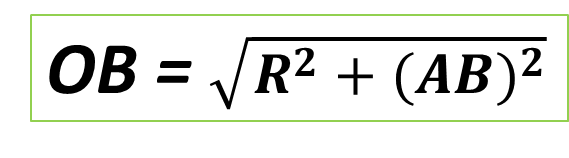 OB = √R² + (AB)²